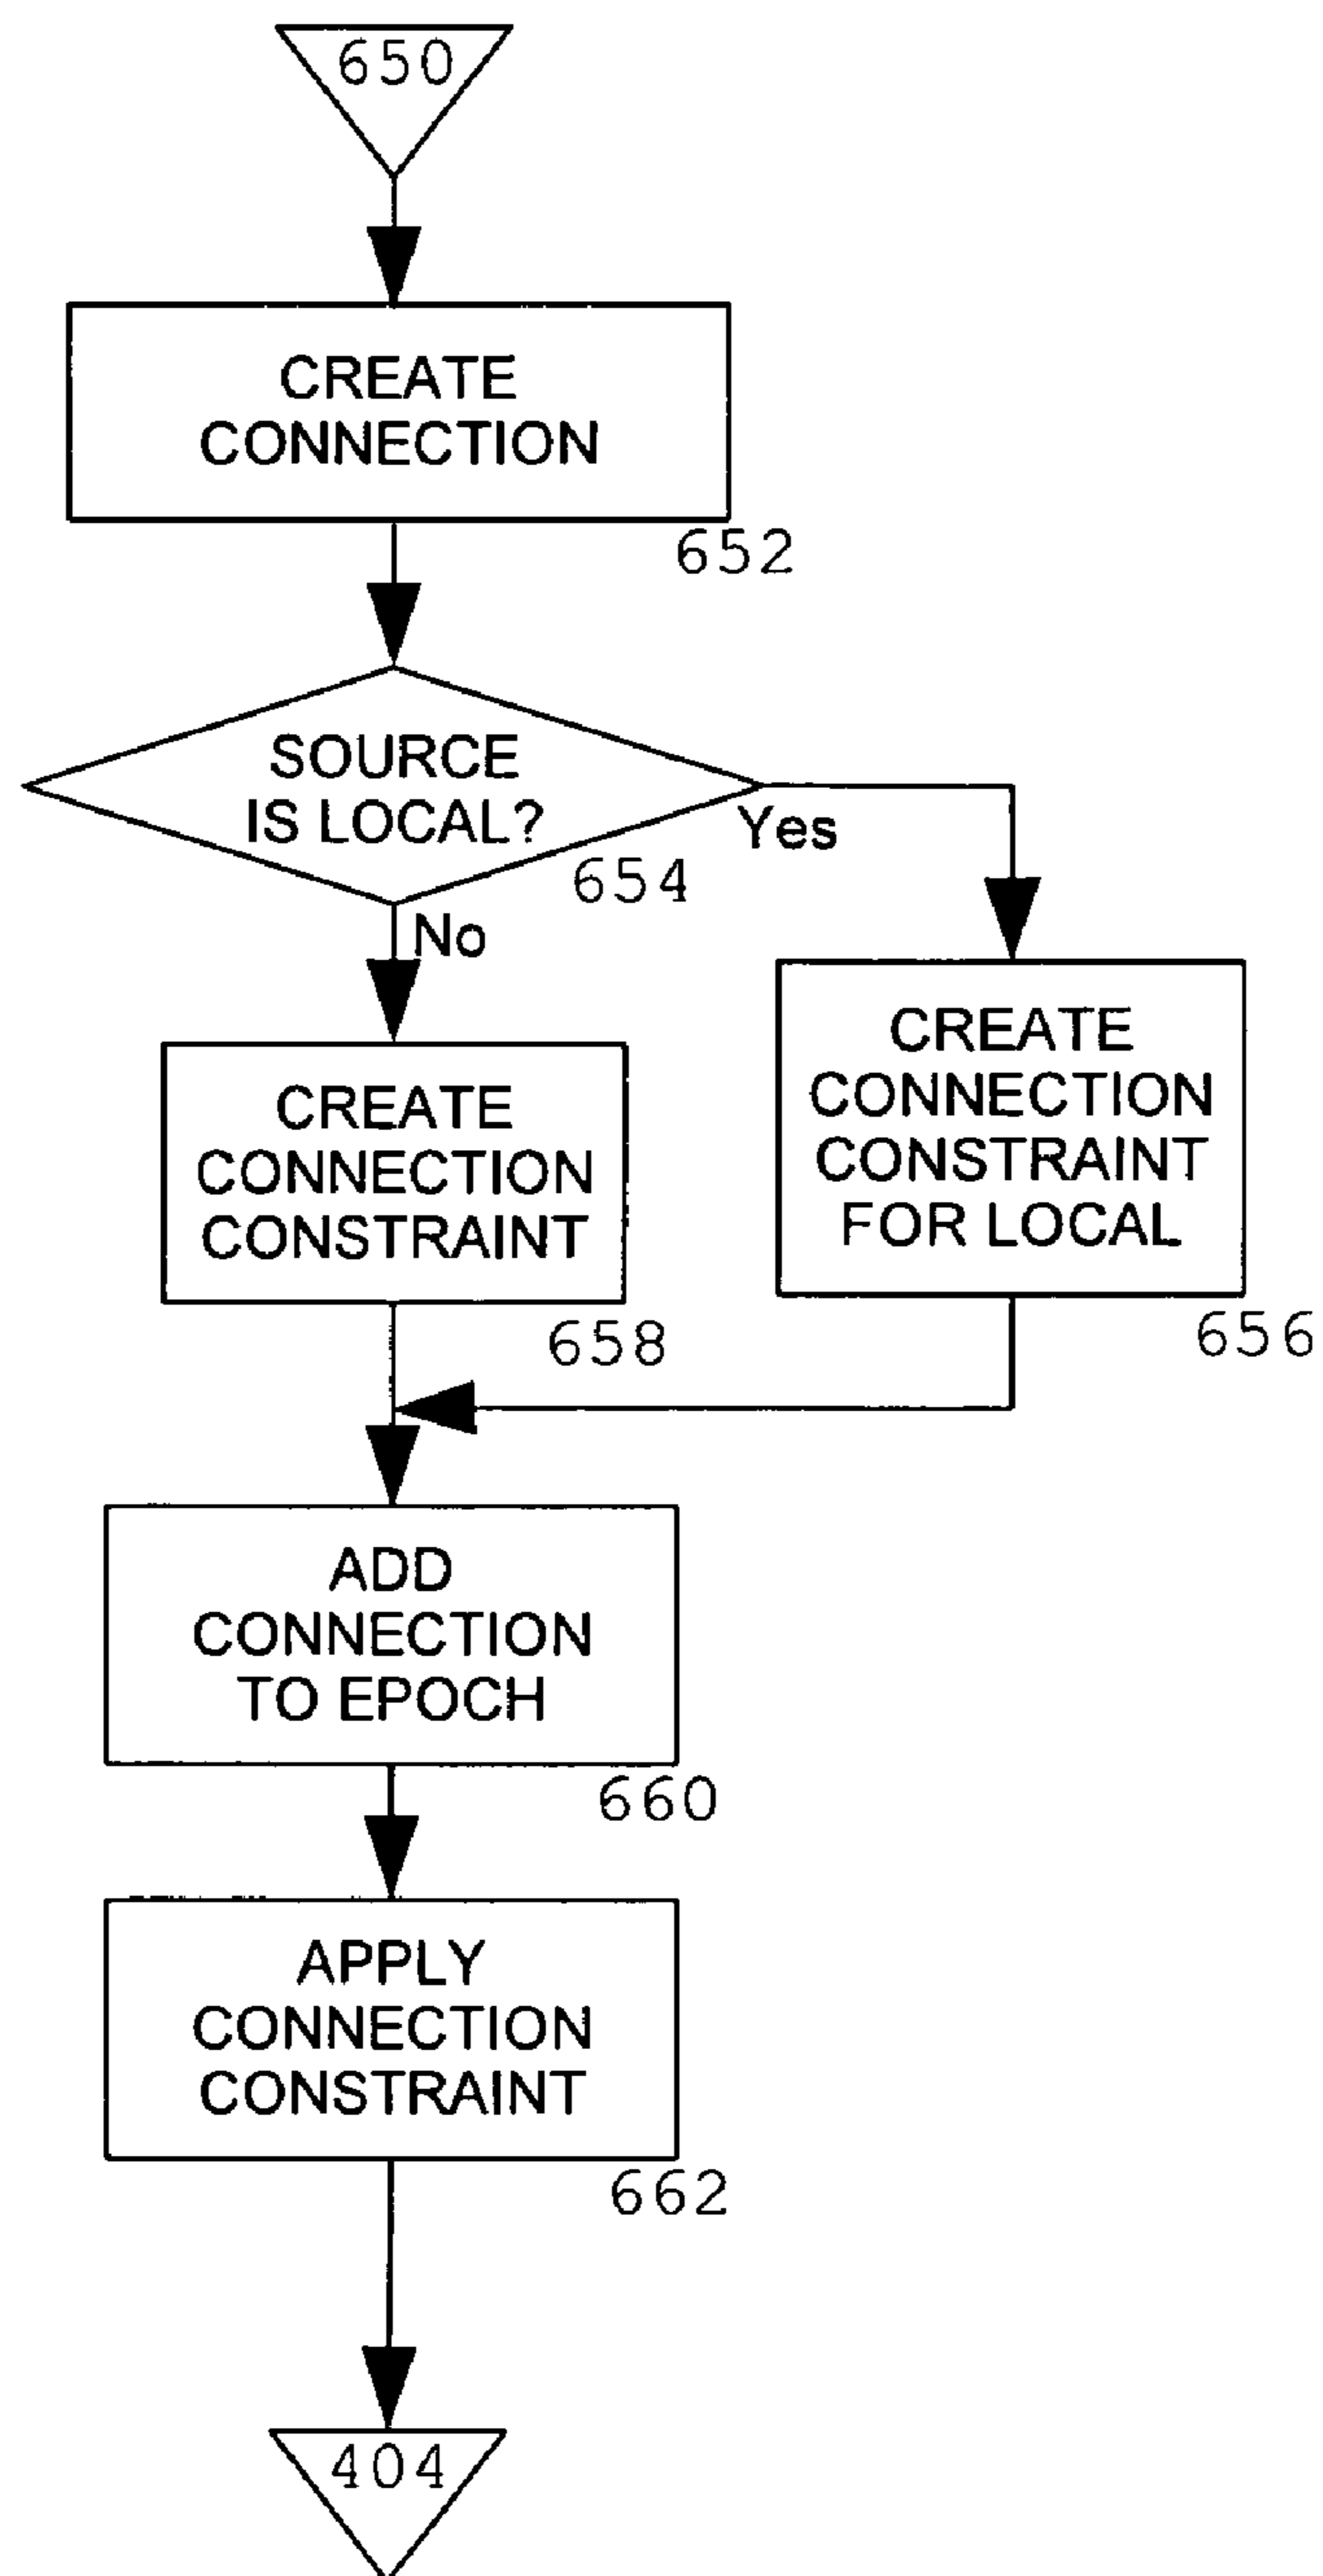 650
CREATE
CONNECTION
652
SOURCE
IS LOCAL?
654
Yes
No
CREATE
CONNECTION
CONSTRAINT
658
CREATE
CONNECTION
CONSTRAINT
FOR LOCAL
656
ADD
CONNECTION
TO EPOCH
660
APPLY
CONNECTION
CONSTRAINT
662
404